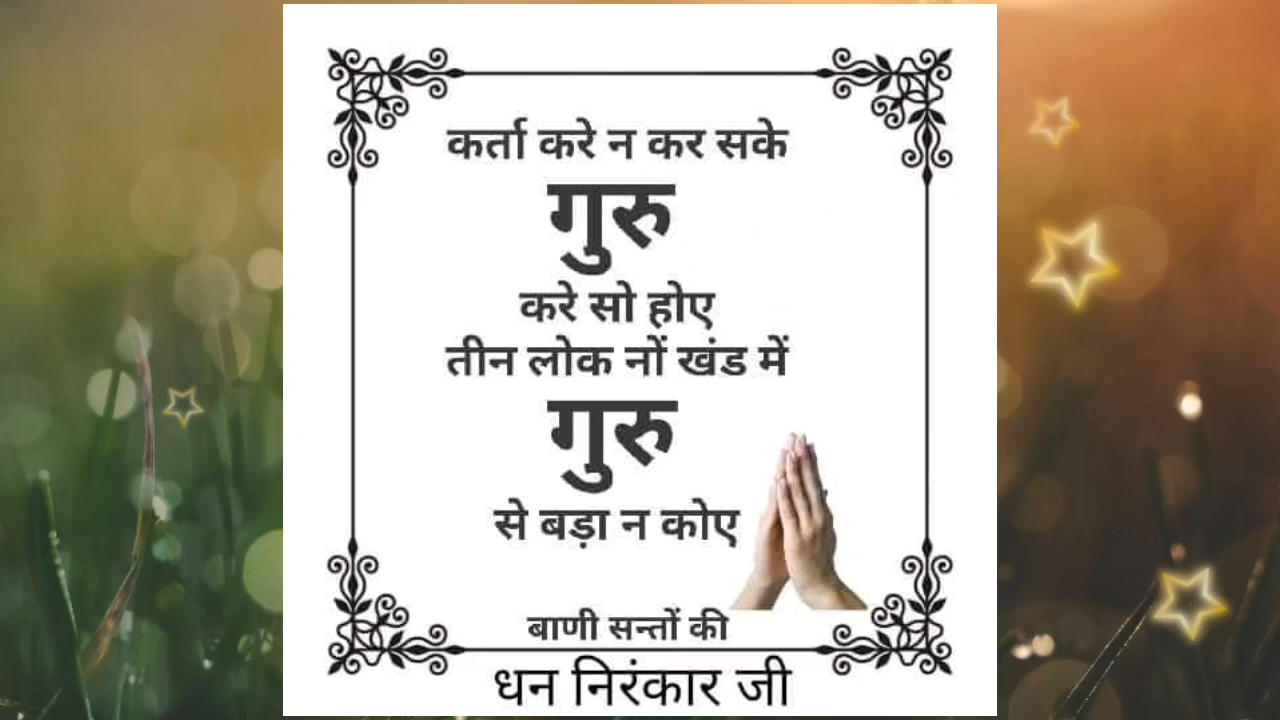 कर्ता करे न कर सके
गुरु
करे सो होए
तीन लोक नों खंड में
गुरु
से बड़ा न कोए
बाणी सन्तों की
धन निरंकार जी